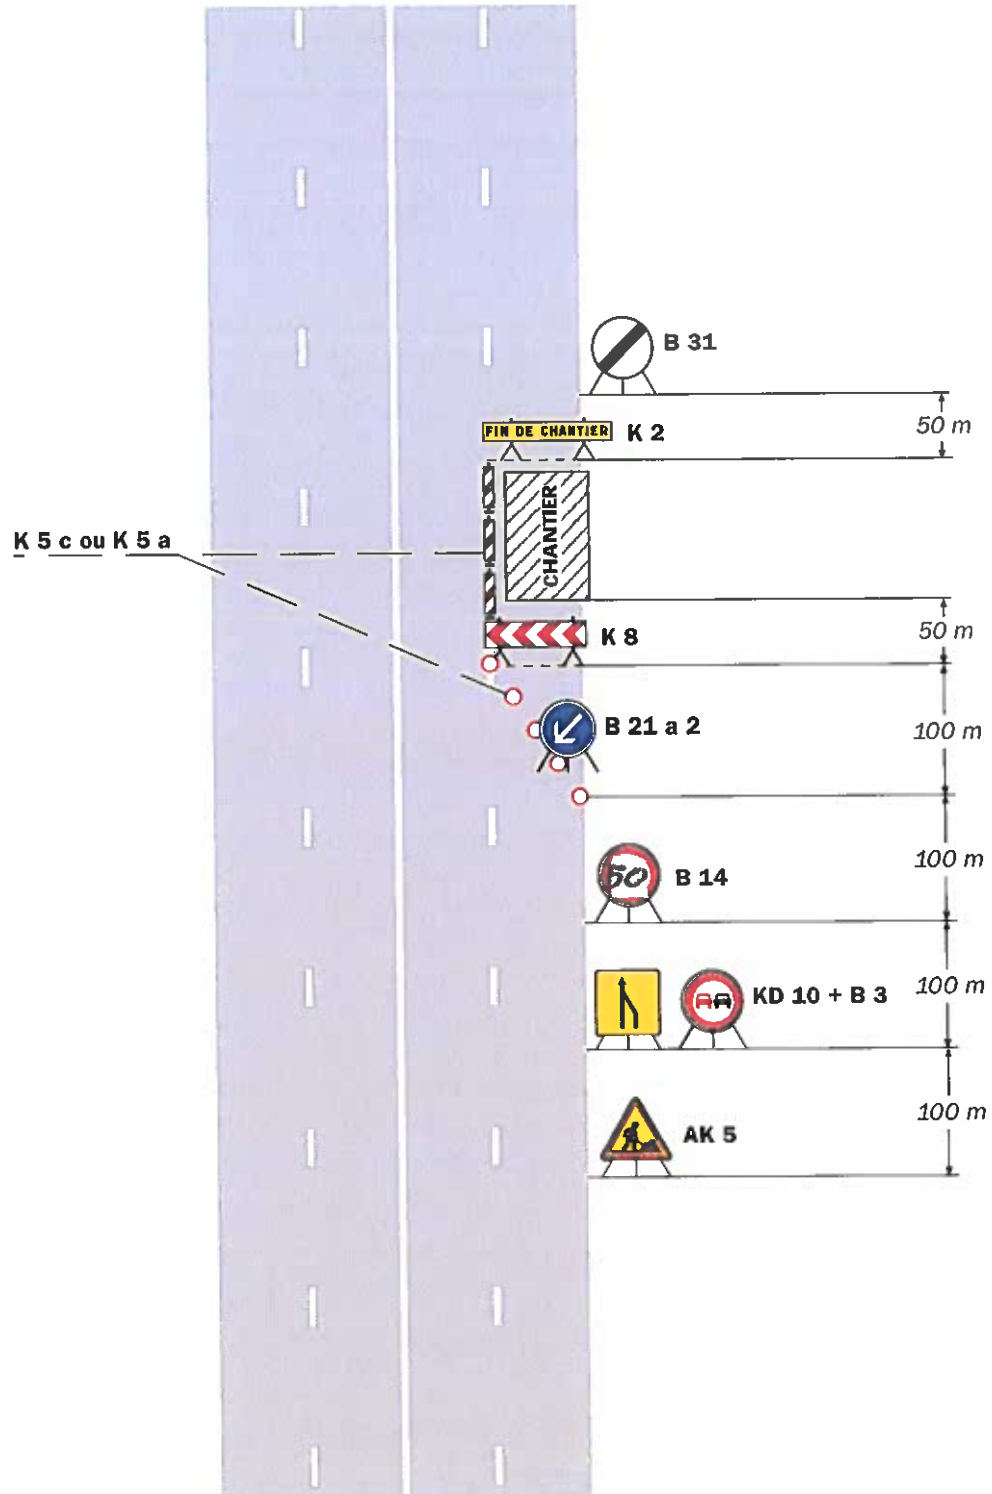 B 31
50 m
FIN DE CHANTIER K 2
K 5 c ou K 5 a
CHANTIER
50 m
K 8
B 21 a 2
100 m
100 m
50 B 14
KD 10 + B 3
100 m
100 m
AK 5